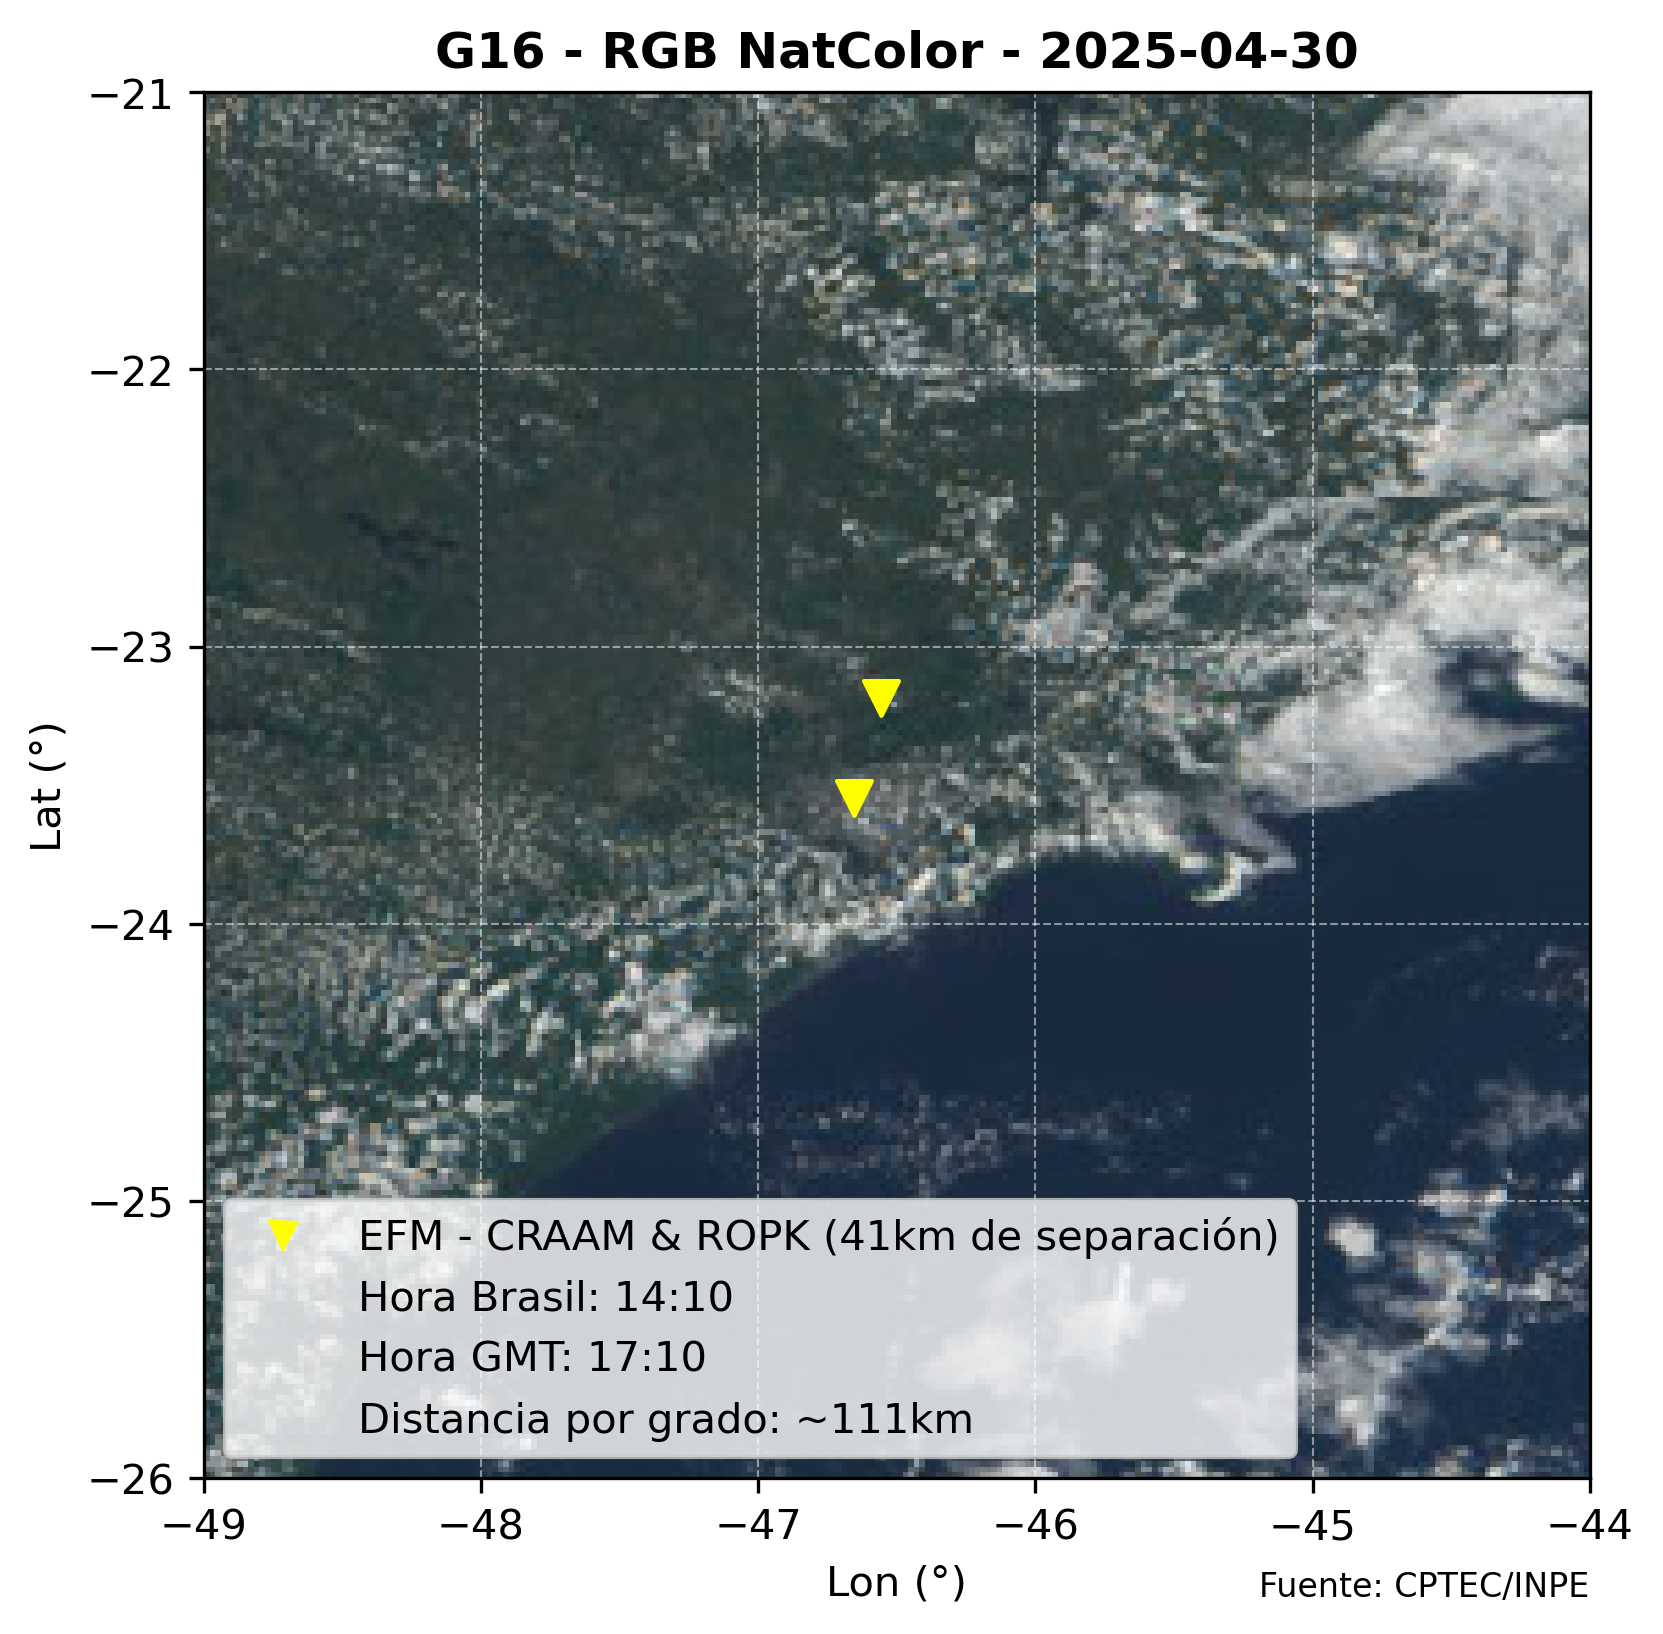 G16 - RGB NatColor - 2025-04-30
−21
−22
−23
−24
−25
−26
Lat (°)
EFM - CRAAM & ROPK (41km de separación)
Hora Brasil: 14:10
Hora GMT: 17:10
Distancia por grado: ~111km
−49
−48
−47
−46
−45
−44
Lon (°)
Fuente: CPTEC/INPE